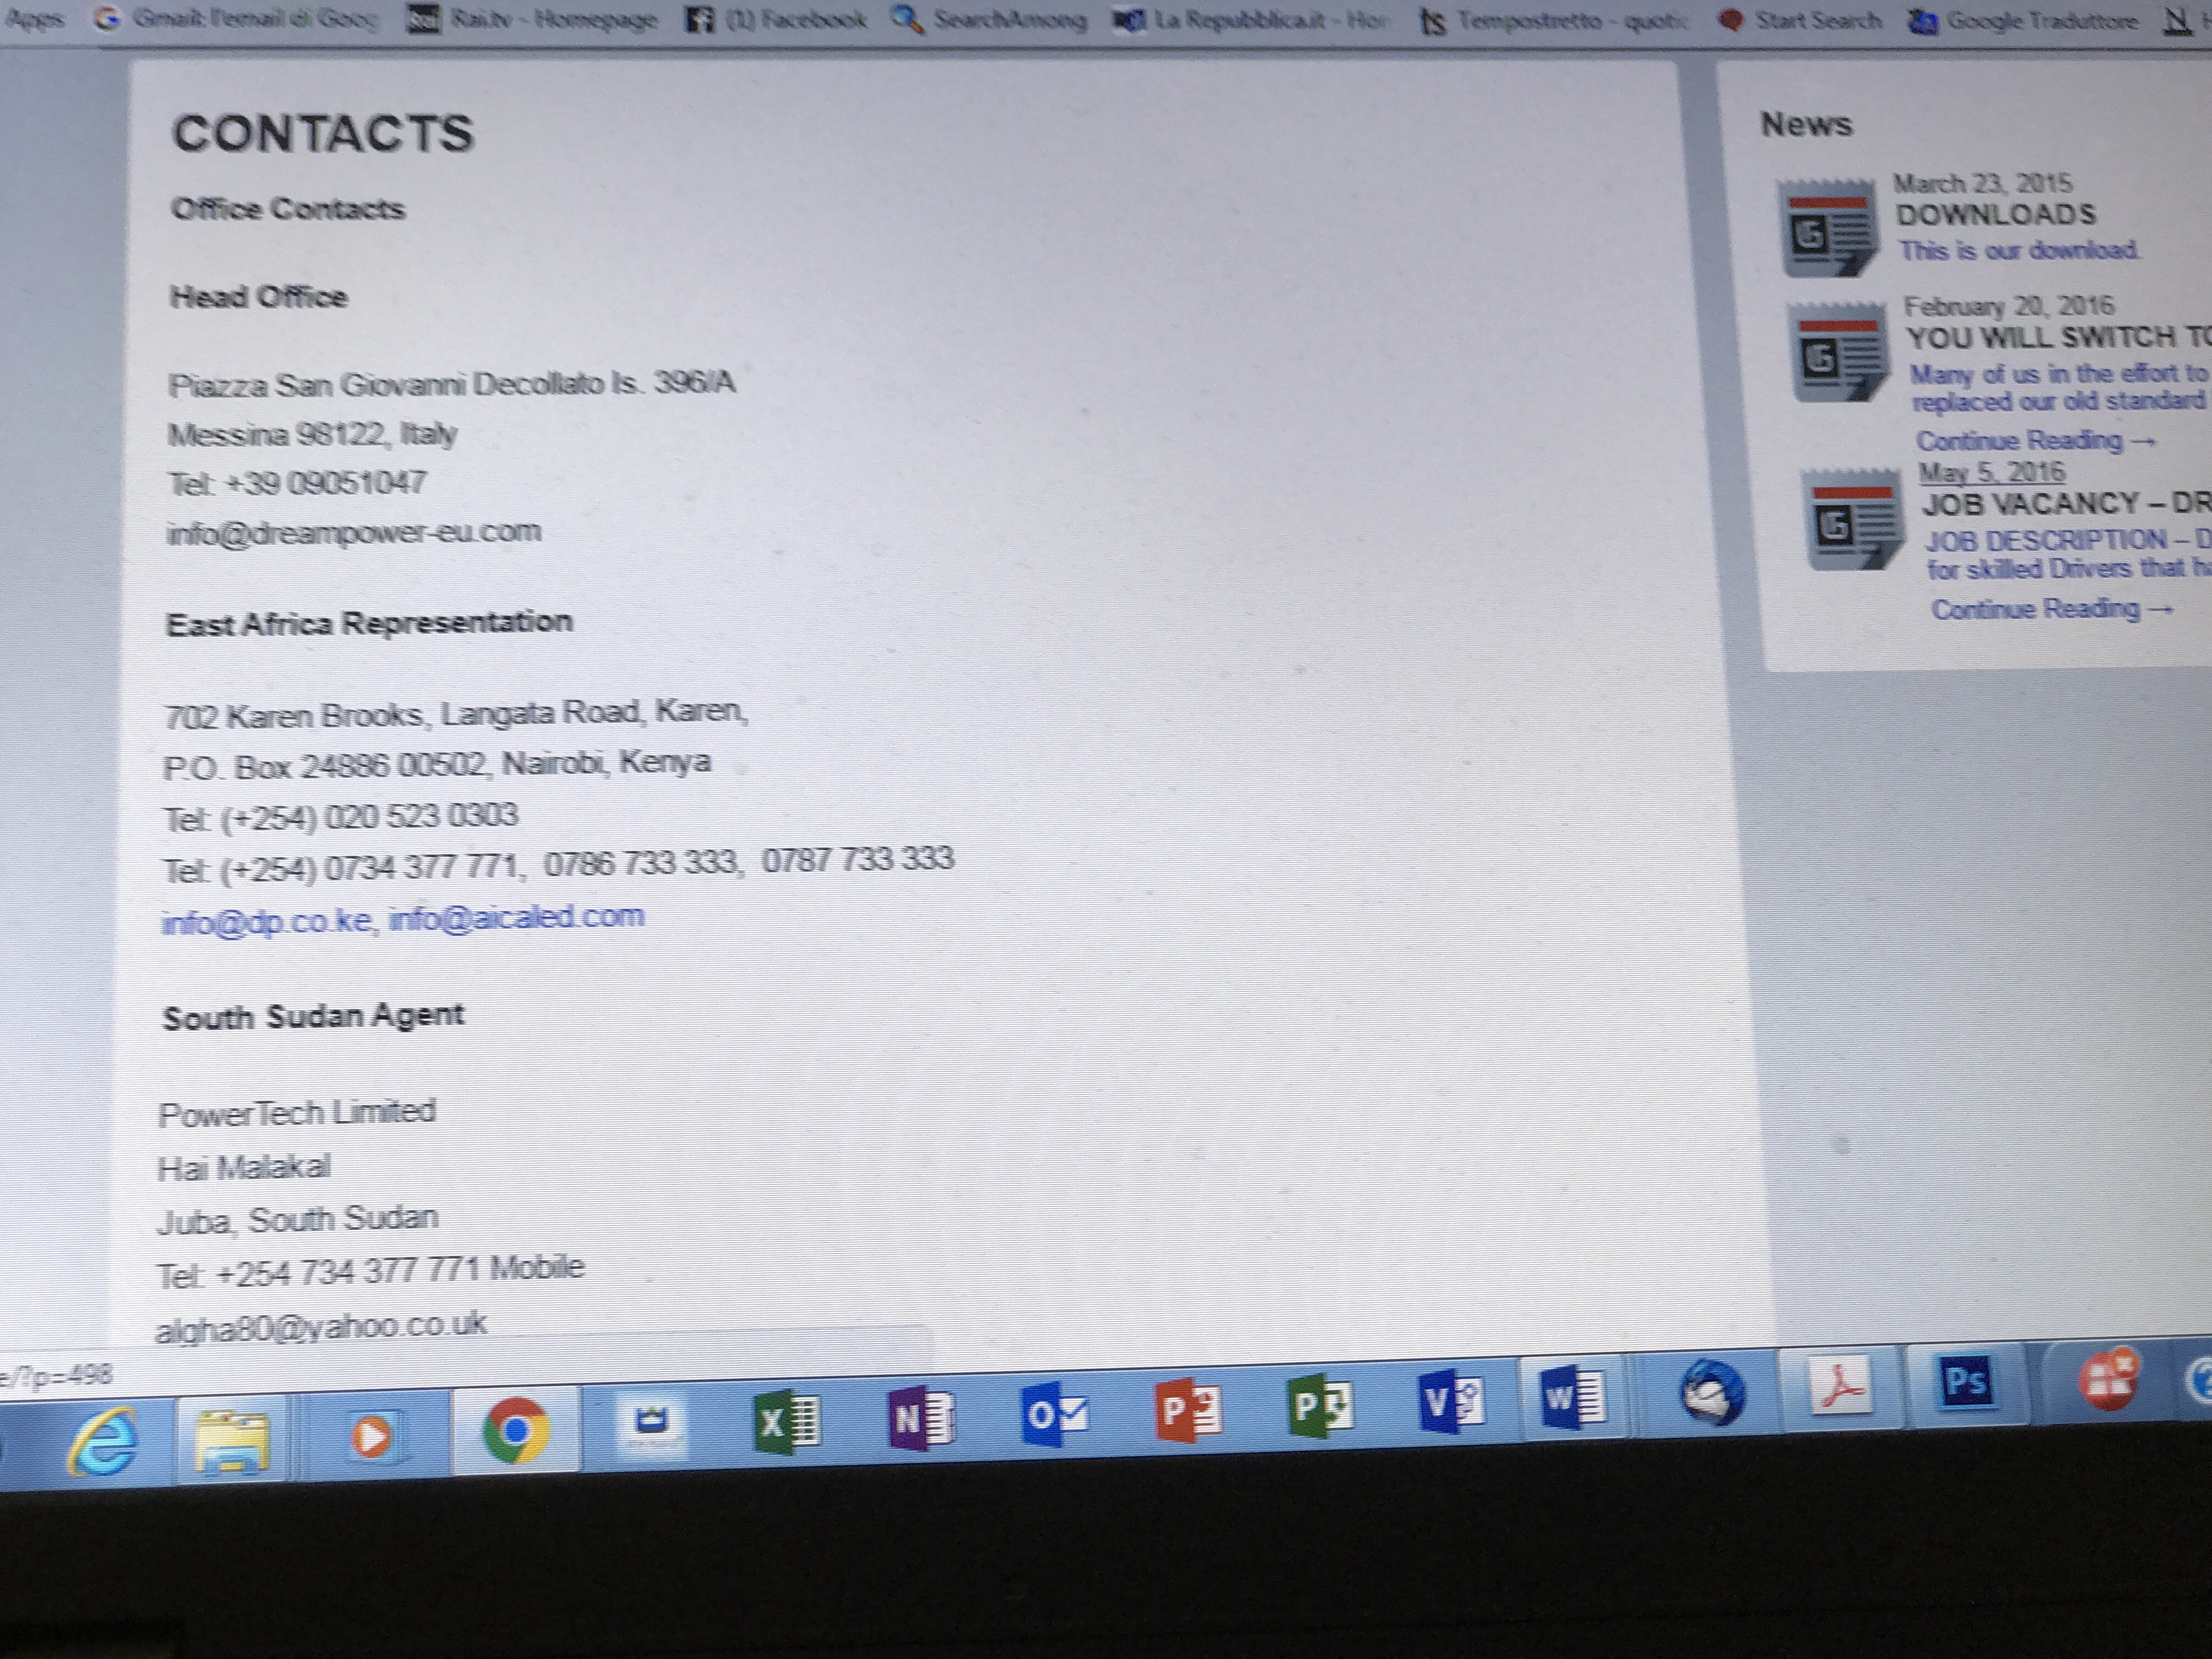 Apps Gmail: l'email di Goog Rai.tv - Homepage (1) Facebook SearchAmong La Repubblica.it - Hor Tempostretto - quotic Start Search Google Traduttore
CONTACTS
Office Contacts
Head Office
Piazza San Giovanni Decollato Is. 396/A
Messina 98122, Italy
Tel: +39 09051047
info@dreampower-eu.com
East Africa Representation
702 Karen Brooks, Langata Road, Karen,
P.O. Box 24886 00502, Nairobi, Kenya
Tel: (+254) 020 523 0303
Tel: (+254) 0734 377 771, 0786 733 333, 0787 733 333
info@dp.co.ke, info@aicaled.com
South Sudan Agent
PowerTech Limited
Hai Malakal
Juba, South Sudan
Tel: +254 734 377 771 Mobile
algha80@yahoo.co.uk
News
March 23, 2015
DOWNLOADS
This is our download.
February 20, 2016
YOU WILL SWITCH TO
Many of us in the effort to
replaced our old standard
Continue Reading →
May 5, 2016
JOB VACANCY – DR
JOB DESCRIPTION – D
for skilled Drivers that ha
Continue Reading →
e/?p=498